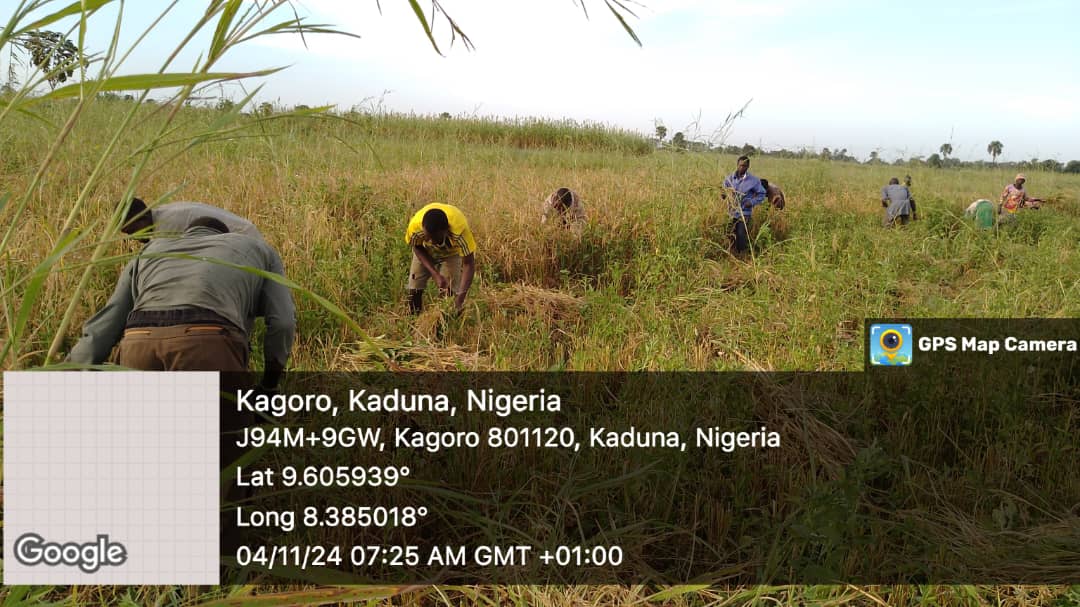 GPS Map Camera
Kagoro, Kaduna, Nigeria
J94M+9GW, Kagoro 801120, Kaduna, Nigeria
Lat 9.605939°
Long 8.385018°
04/11/24 07:25 AM GMT +01:00
Google